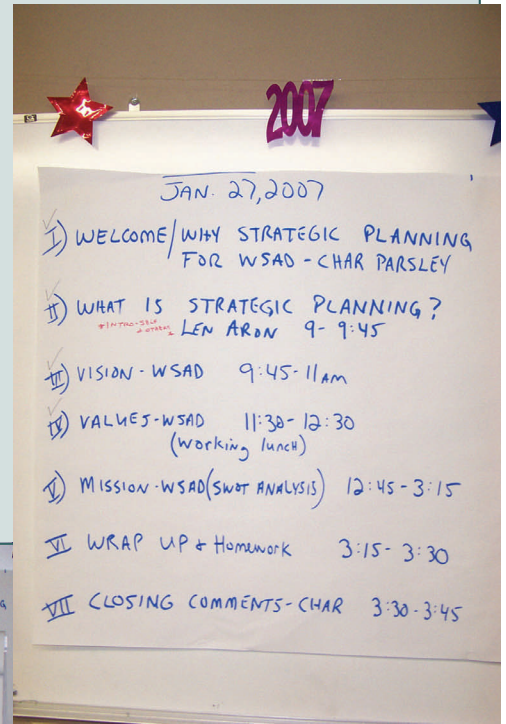 2007
JAN. 27, 2007
I) WELCOME/WHY STRATEGIC PLANNING
FOR WSAD - CHAR PARSLEY
II) WHAT IS STRATEGIC PLANNING?
LEN ARON 9- 9:45
III) VISION - WSAD 9:45-11 AM
IV) VALUES-WSAD 11:30-12:30
(working lunch)
V) MISSION-WSAD (SWOT ANALYSIS) 12:45-3:15
VI WRAP UP & Homework 3:15-3:30
VII CLOSING COMMENTS-CHAR 3:30-3:45